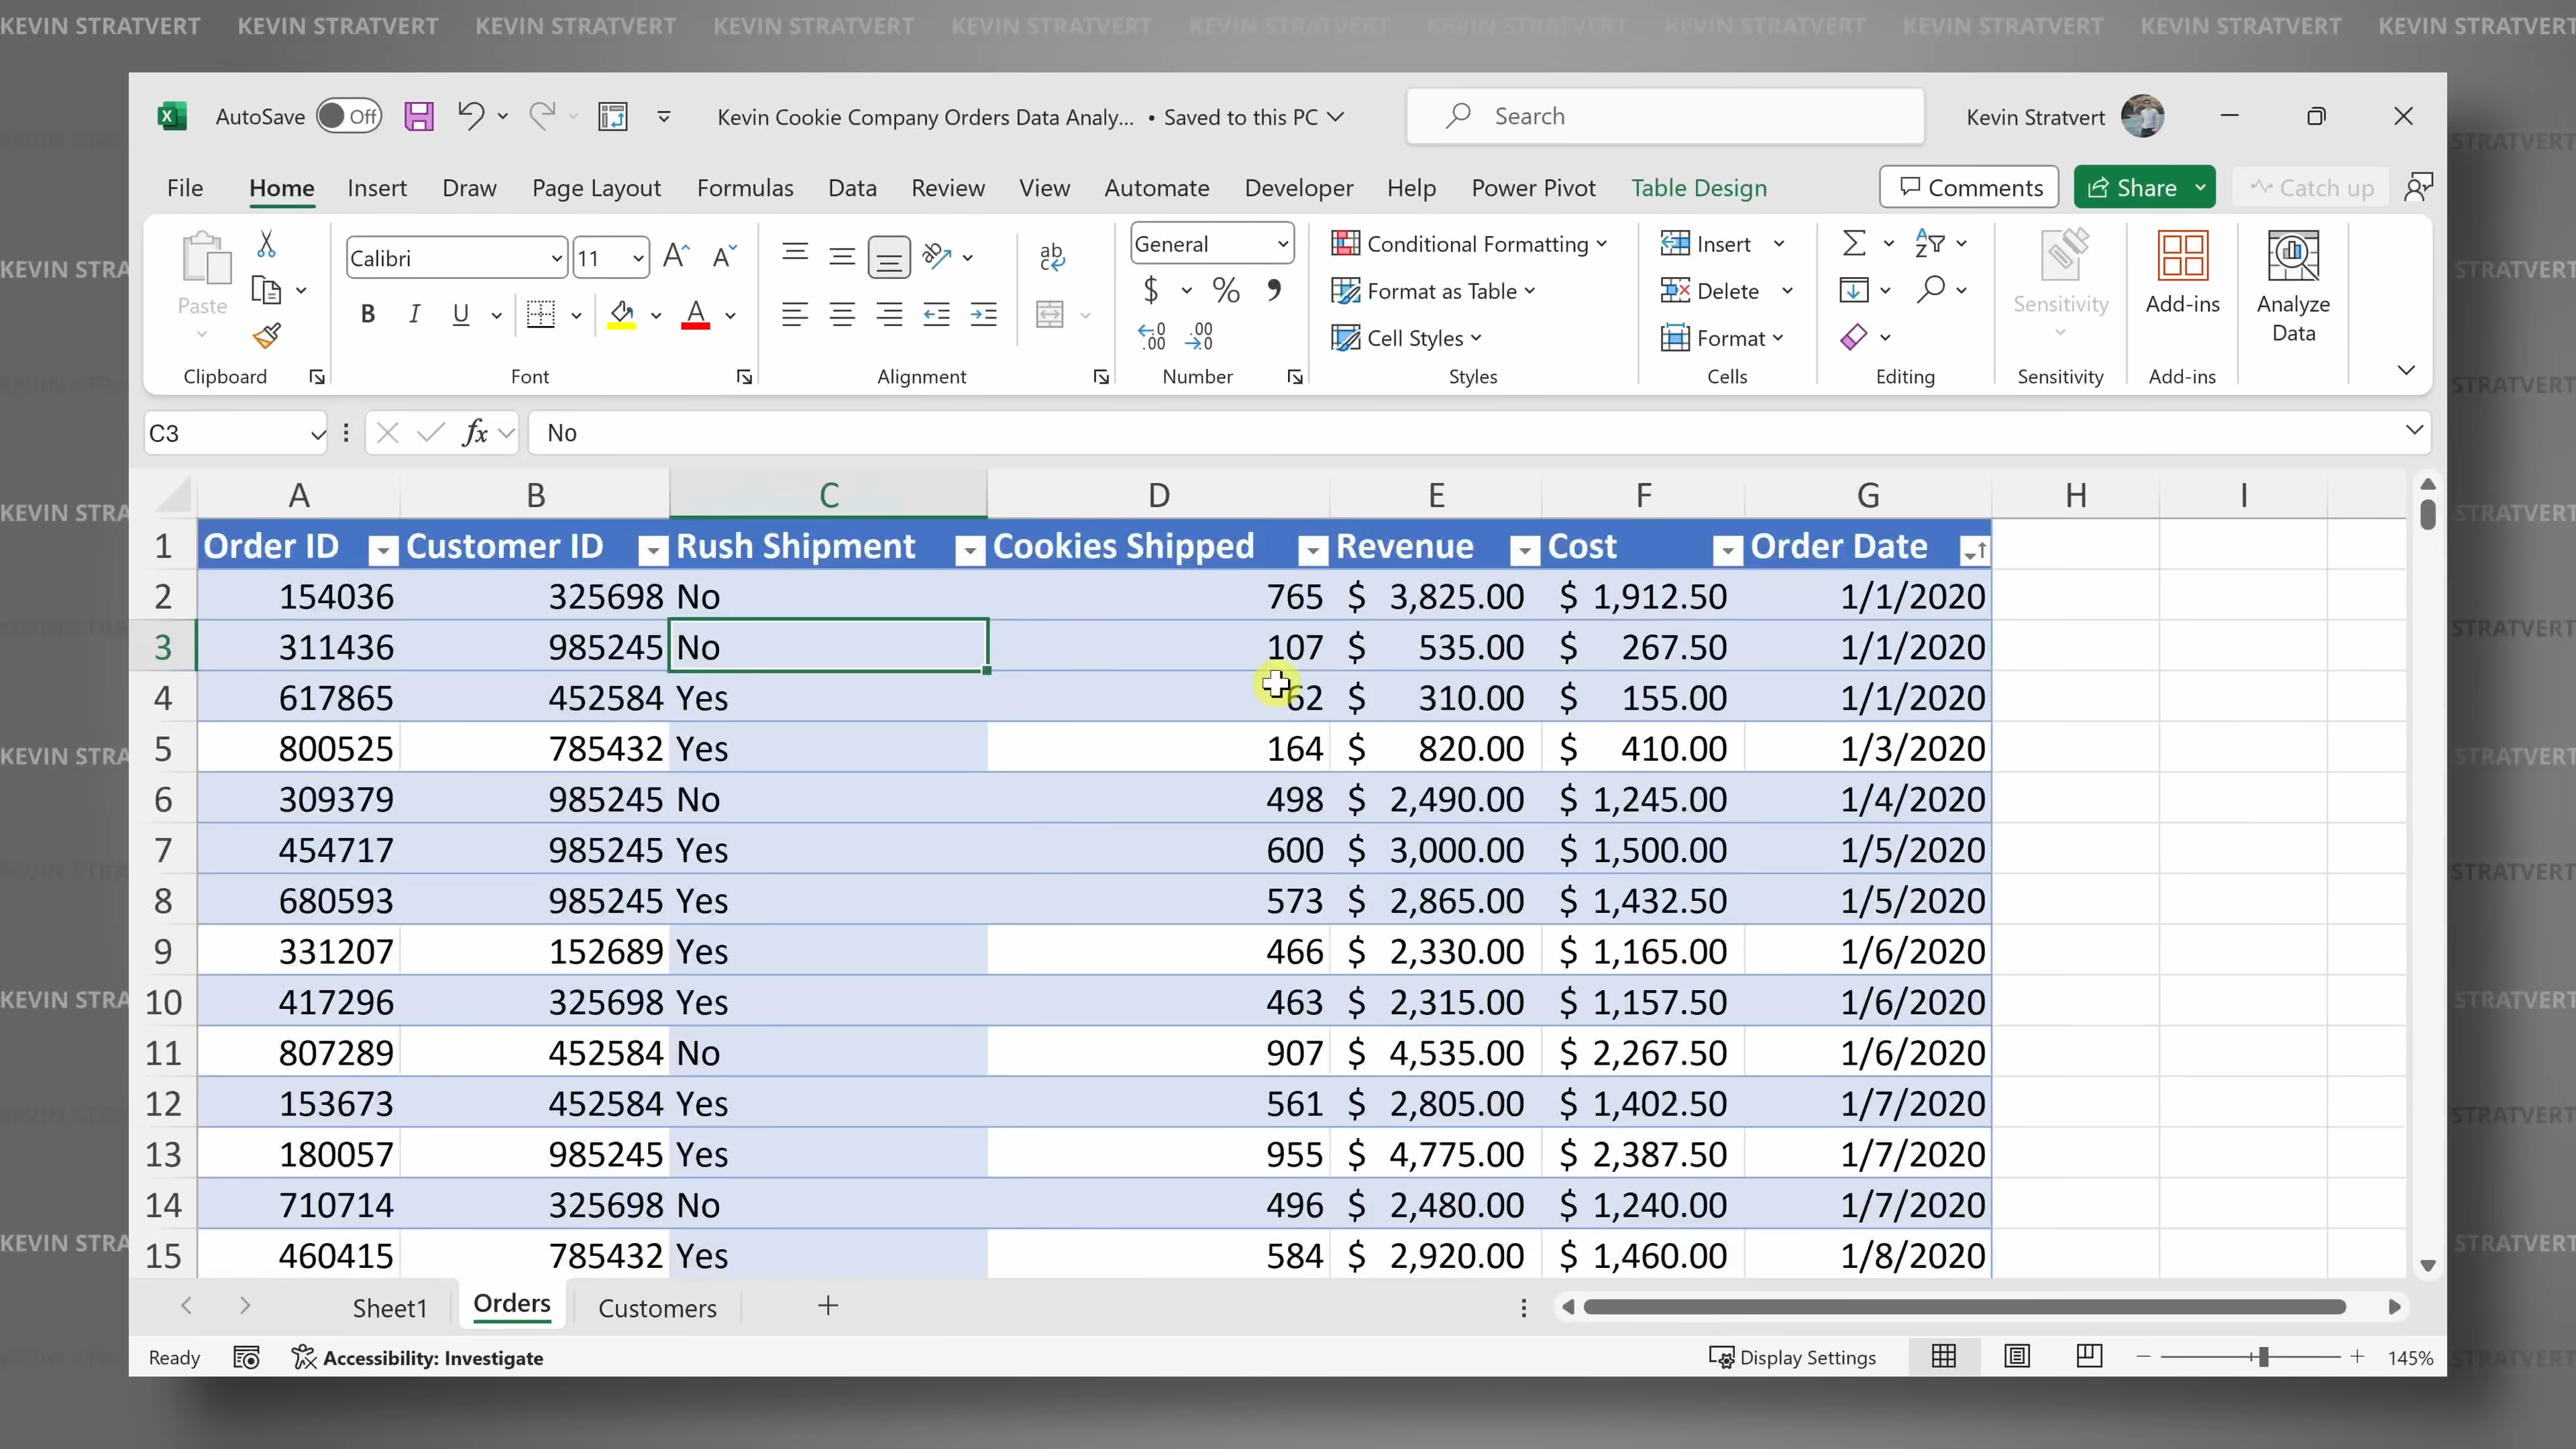 KEVIN STRATVERT KEVIN STRATVERT KEVIN STRATVERT KEVIN STRATVERT KEVIN STRATVERT KEVIN STRATVERT KEVIN STRATVERT KEVIN STRATVERT KEVIN STRATVERT KEVIN STRATVERT KEVIN STRATVERT
AutoSave Off Kevin Cookie Company Orders Data Analy... • Saved to this PC Search Kevin Stratvert
File Home Insert Draw Page Layout Formulas Data Review View Automate Developer Help Power Pivot Table Design Comments Share Catch up
Paste Calibri 11 General Conditional Formatting Insert Sensitivity Add-ins Analyze Data
B I U A $ % Format as Table Delete
Cell Styles Format
Clipboard Font Alignment Number Styles Cells Editing Sensitivity Add-ins
C3 fx No
A B C D E F G H I
1 Order ID Customer ID Rush Shipment Cookies Shipped Revenue Cost Order Date
2 154036 325698 No 765 $ 3,825.00 $ 1,912.50 1/1/2020
3 311436 985245 No 107 $ 535.00 $ 267.50 1/1/2020
4 617865 452584 Yes 62 $ 310.00 $ 155.00 1/1/2020
5 800525 785432 Yes 164 $ 820.00 $ 410.00 1/3/2020
6 309379 985245 No 498 $ 2,490.00 $ 1,245.00 1/4/2020
7 454717 985245 Yes 600 $ 3,000.00 $ 1,500.00 1/5/2020
8 680593 985245 Yes 573 $ 2,865.00 $ 1,432.50 1/5/2020
9 331207 152689 Yes 466 $ 2,330.00 $ 1,165.00 1/6/2020
10 417296 325698 Yes 463 $ 2,315.00 $ 1,157.50 1/6/2020
11 807289 452584 No 907 $ 4,535.00 $ 2,267.50 1/6/2020
12 153673 452584 Yes 561 $ 2,805.00 $ 1,402.50 1/7/2020
13 180057 985245 Yes 955 $ 4,775.00 $ 2,387.50 1/7/2020
14 710714 325698 No 496 $ 2,480.00 $ 1,240.00 1/7/2020
15 460415 785432 Yes 584 $ 2,920.00 $ 1,460.00 1/8/2020
Sheet1 Orders Customers
Ready Accessibility: Investigate Display Settings 145%